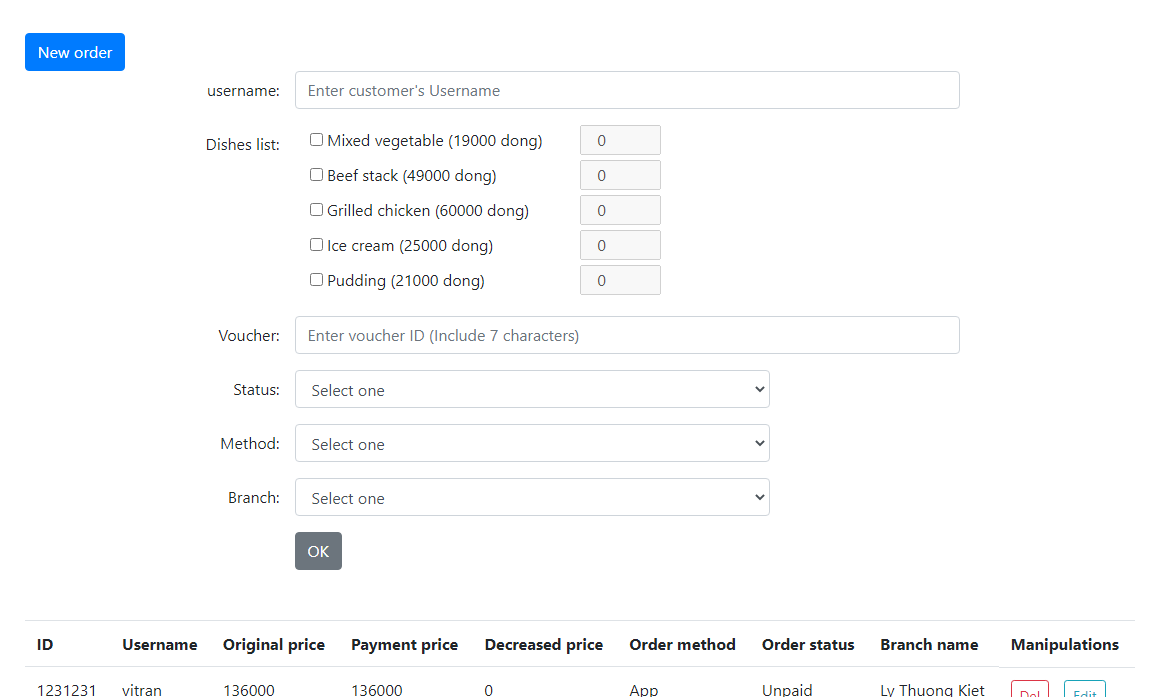 New order
username: Enter customer's Username
Dishes list: Mixed vegetable (19000 dong) 0
Beef stack (49000 dong) 0
Grilled chicken (60000 dong) 0
Ice cream (25000 dong) 0
Pudding (21000 dong) 0
Voucher: Enter voucher ID (Include 7 characters)
Status: Select one
Method: Select one
Branch: Select one
OK
ID Username Original price Payment price Decreased price Order method Order status Branch name Manipulations
1231231 vitran 136000 136000 0 App Unpaid Ly Thuong Kiet Del Edit